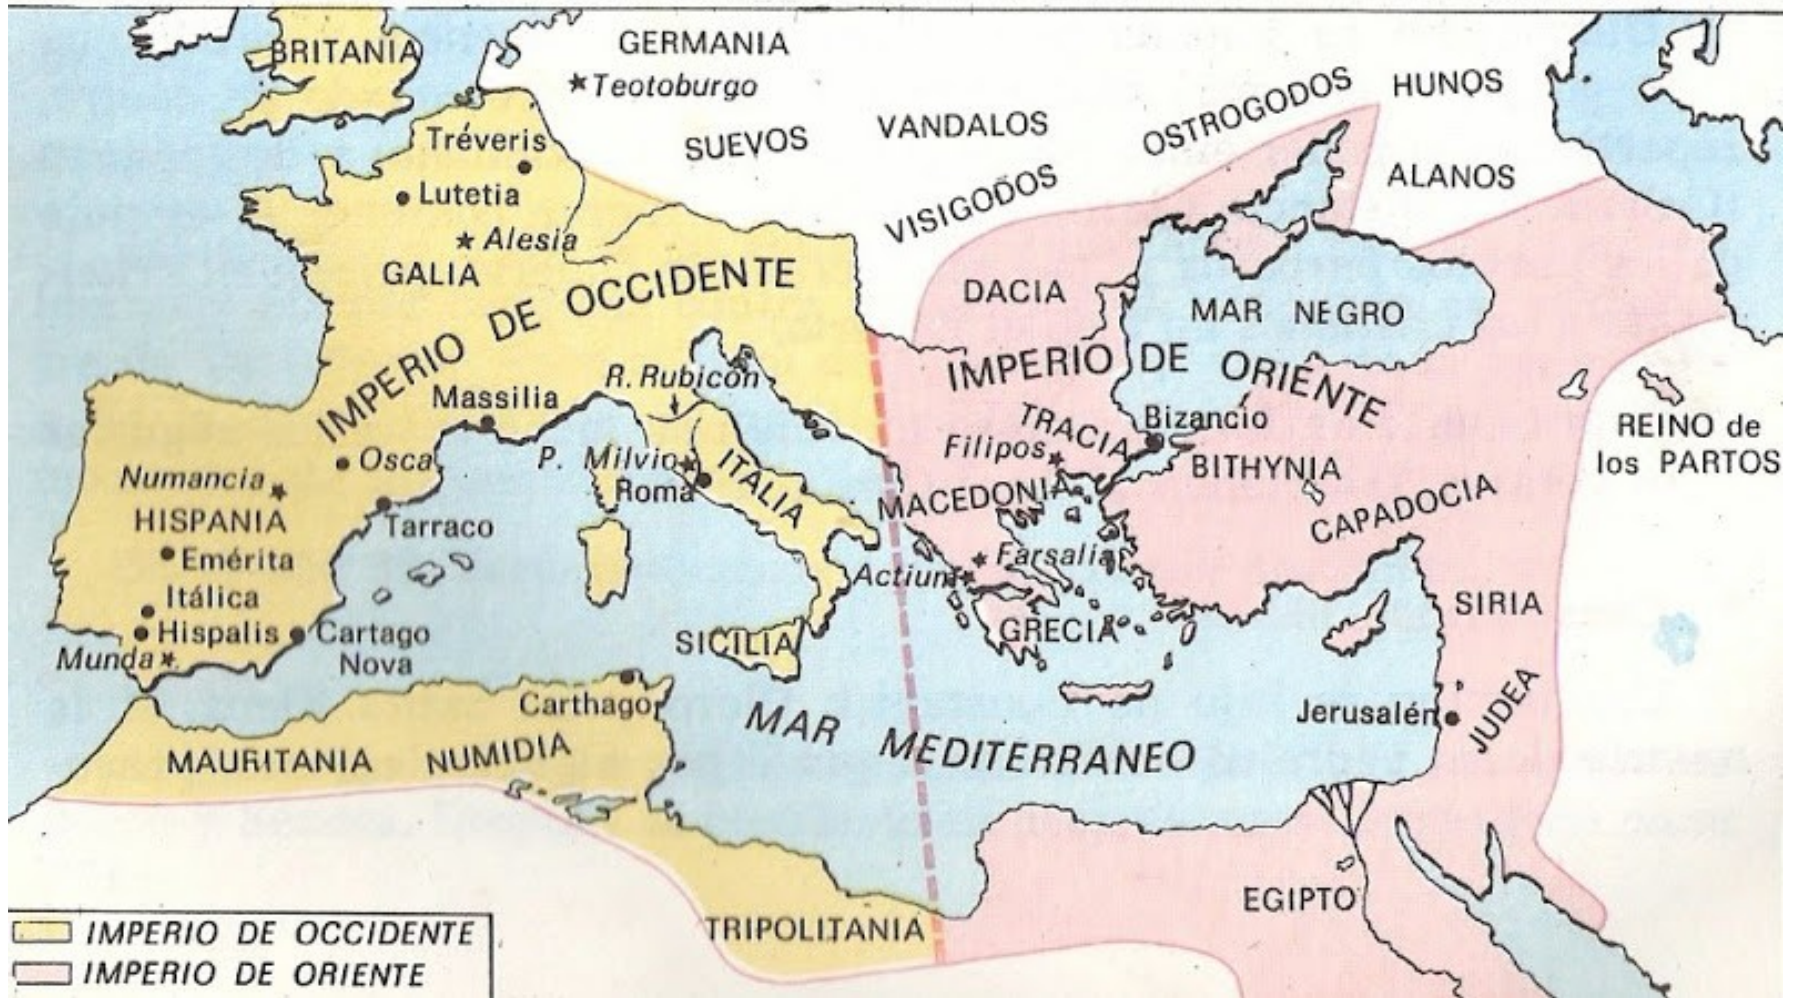 BRITANIA
GERMANIA
Teotoburgo
SUEVOS
VANDALOS
VISIGODOS
OSTROGODOS
HUNOS
ALANOS
Tréveris
Lutetia
Alesia
GALIA
IMPERIO DE OCCIDENTE
DACIA
MAR NEGRO
IMPERIO DE ORIENTE
R. Rubicón
Massilia
Osca
P. Milvio
Roma
ITALIA
Numancia
HISPANIA
Emérita
Itálica
Hispalis
Munda
Tarraco
Cartago
Nova
SICILIA
TRACIA
Filipos
Bizancio
BITHYNIA
MACEDONIA
CAPADOCIA
REINO de
los PARTOS
Farsalia
Actium
GRECIA
SIRIA
Jerusalén
JUDEA
Carthago
MAURITANIA
NUMIDIA
MAR MEDITERRANEO
TRIPOLITANIA
EGIPTO
IMPERIO DE OCCIDENTE
IMPERIO DE ORIENTE